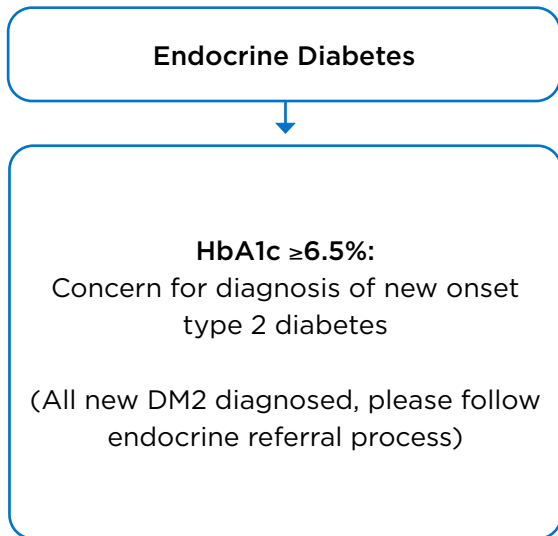 Endocrine Diabetes
HbA1c ≥6.5%:
Concern for diagnosis of new onset
type 2 diabetes
(All new DM2 diagnosed, please follow
endocrine referral process)